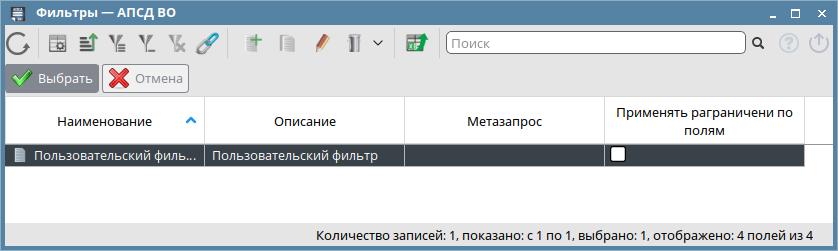 Фильтры — АПСД ВО
Поиск
Выбрать
Отмена
Наименование
Описание
Метазапрос
Применять раграничени по
полям
Пользовательский филь...
Пользовательский фильтр
Количество записей: 1, показано: с 1 по 1, выбрано: 1, отображено: 4 полей из 4